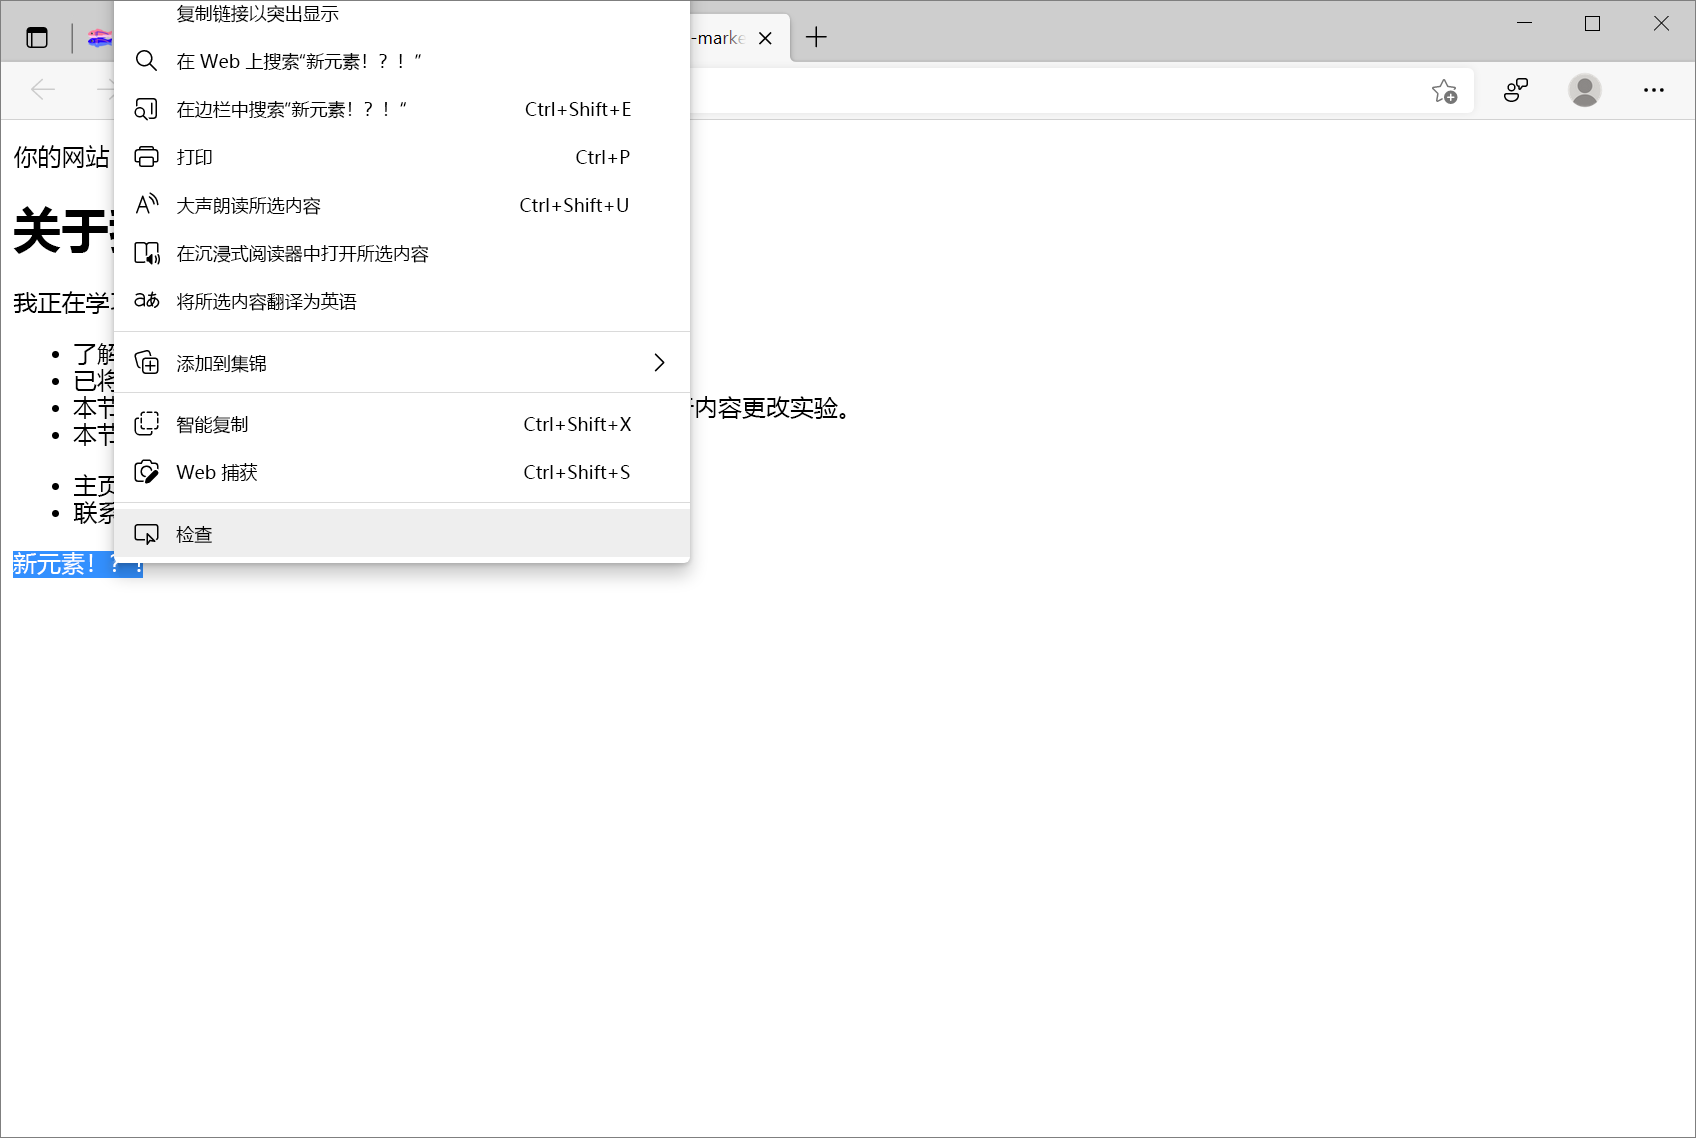 复制链接以突出显示
-marke
在 Web 上搜索“新元素！？！”
在边栏中搜索“新元素！？！” Ctrl+Shift+E
打印 Ctrl+P
大声朗读所选内容 Ctrl+Shift+U
在沉浸式阅读器中打开所选内容
将所选内容翻译为英语
添加到集锦
智能复制 Ctrl+Shift+X
Web 捕获 Ctrl+Shift+S
检查
你的网站
关于
我正在学
了解
已将
本节
内容更改实验。
本节
主页
联系
新元素！？！